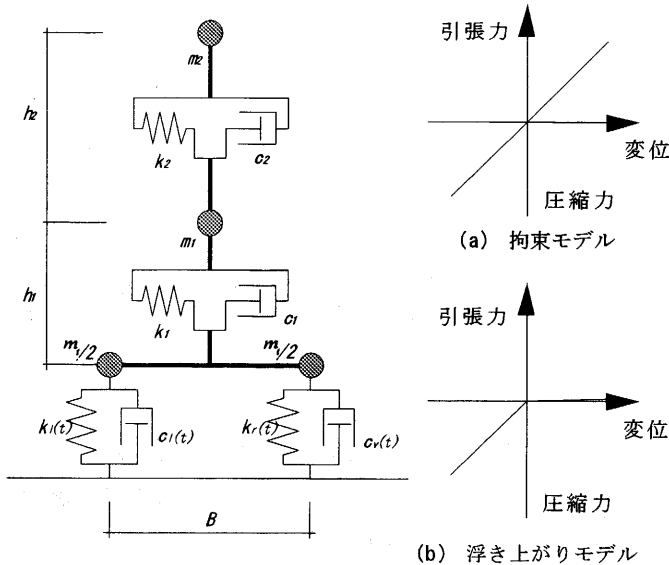 m2
h2
k2
c2
m1
h1
k1
c1
m1/2
m1/2
kl(t)
cl(t)
kr(t)
cv(t)
B
引張力
変位
圧縮力
(a) 拘束モデル
引張力
変位
圧縮力
(b) 浮き上がりモデル